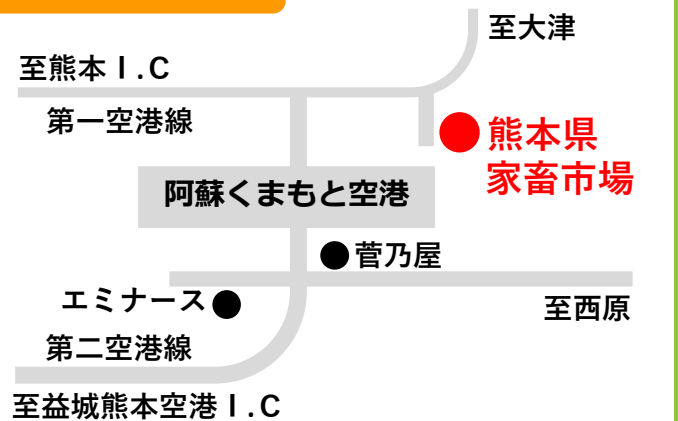 至大津
至熊本I.C
第一空港線
熊本県
家畜市場
阿蘇くまもと空港
菅乃屋
エミナース
至西原
第二空港線
至益城熊本空港I.C